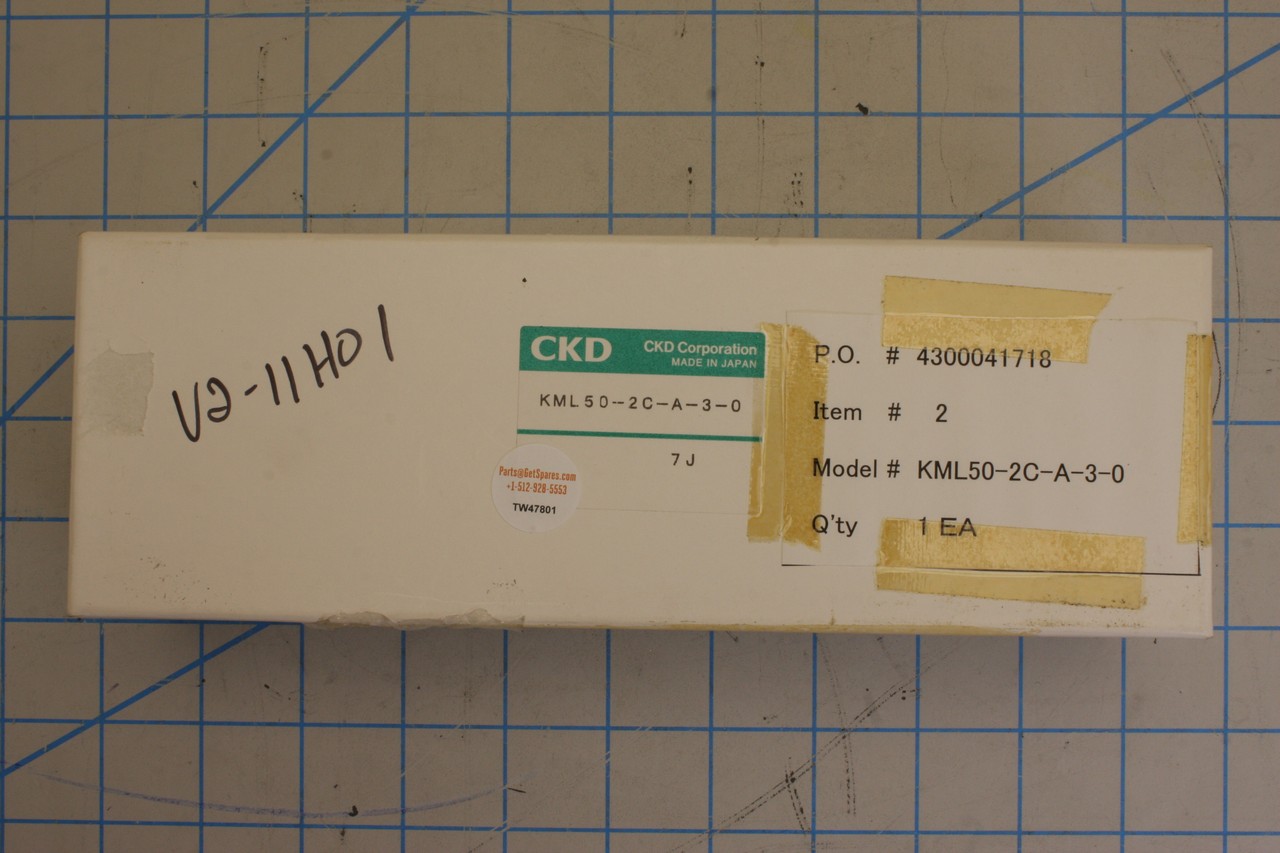 V2-11H01
CKD
CKD Corporation
MADE IN JAPAN
KML50-2C-A-3-0
7J
Parts@GetSpares.com
+1-512-928-5553
TW47801
P.O. # 4300041718
Item # 2
Model # KML50-2C-A-3-0
Q'ty 1 EA